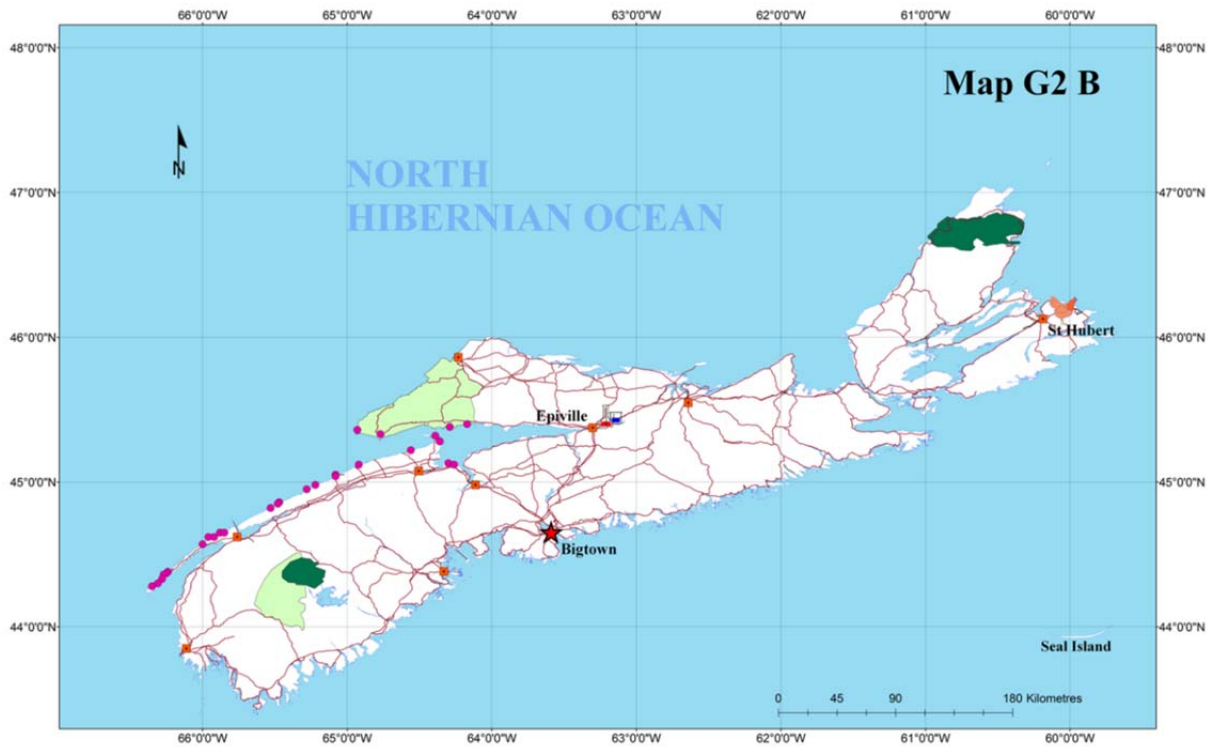 66°0'0"W 65°0'0"W 64°0'0"W 63°0'0"W 62°0'0"W 61°0'0"W 60°0'0"W
48°0'0"N 48°0'0"N
Map G2 B
N
NORTH
HIBERNIAN OCEAN
47°0'0"N 47°0'0"N
46°0'0"N 46°0'0"N
St Hubert
Epiville
45°0'0"N 45°0'0"N
Bigtown
44°0'0"N 44°0'0"N
Seal Island
0 45 90 180 Kilometres
66°0'0"W 65°0'0"W 64°0'0"W 63°0'0"W 62°0'0"W 61°0'0"W 60°0'0"W